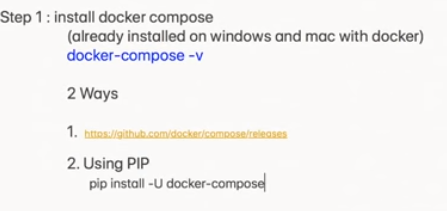 Step 1 : install docker compose
(already installed on windows and mac with docker)
docker-compose -v
2 Ways
1. https://github.com/docker/compose/releases
2. Using PIP
pip install -U docker-compose